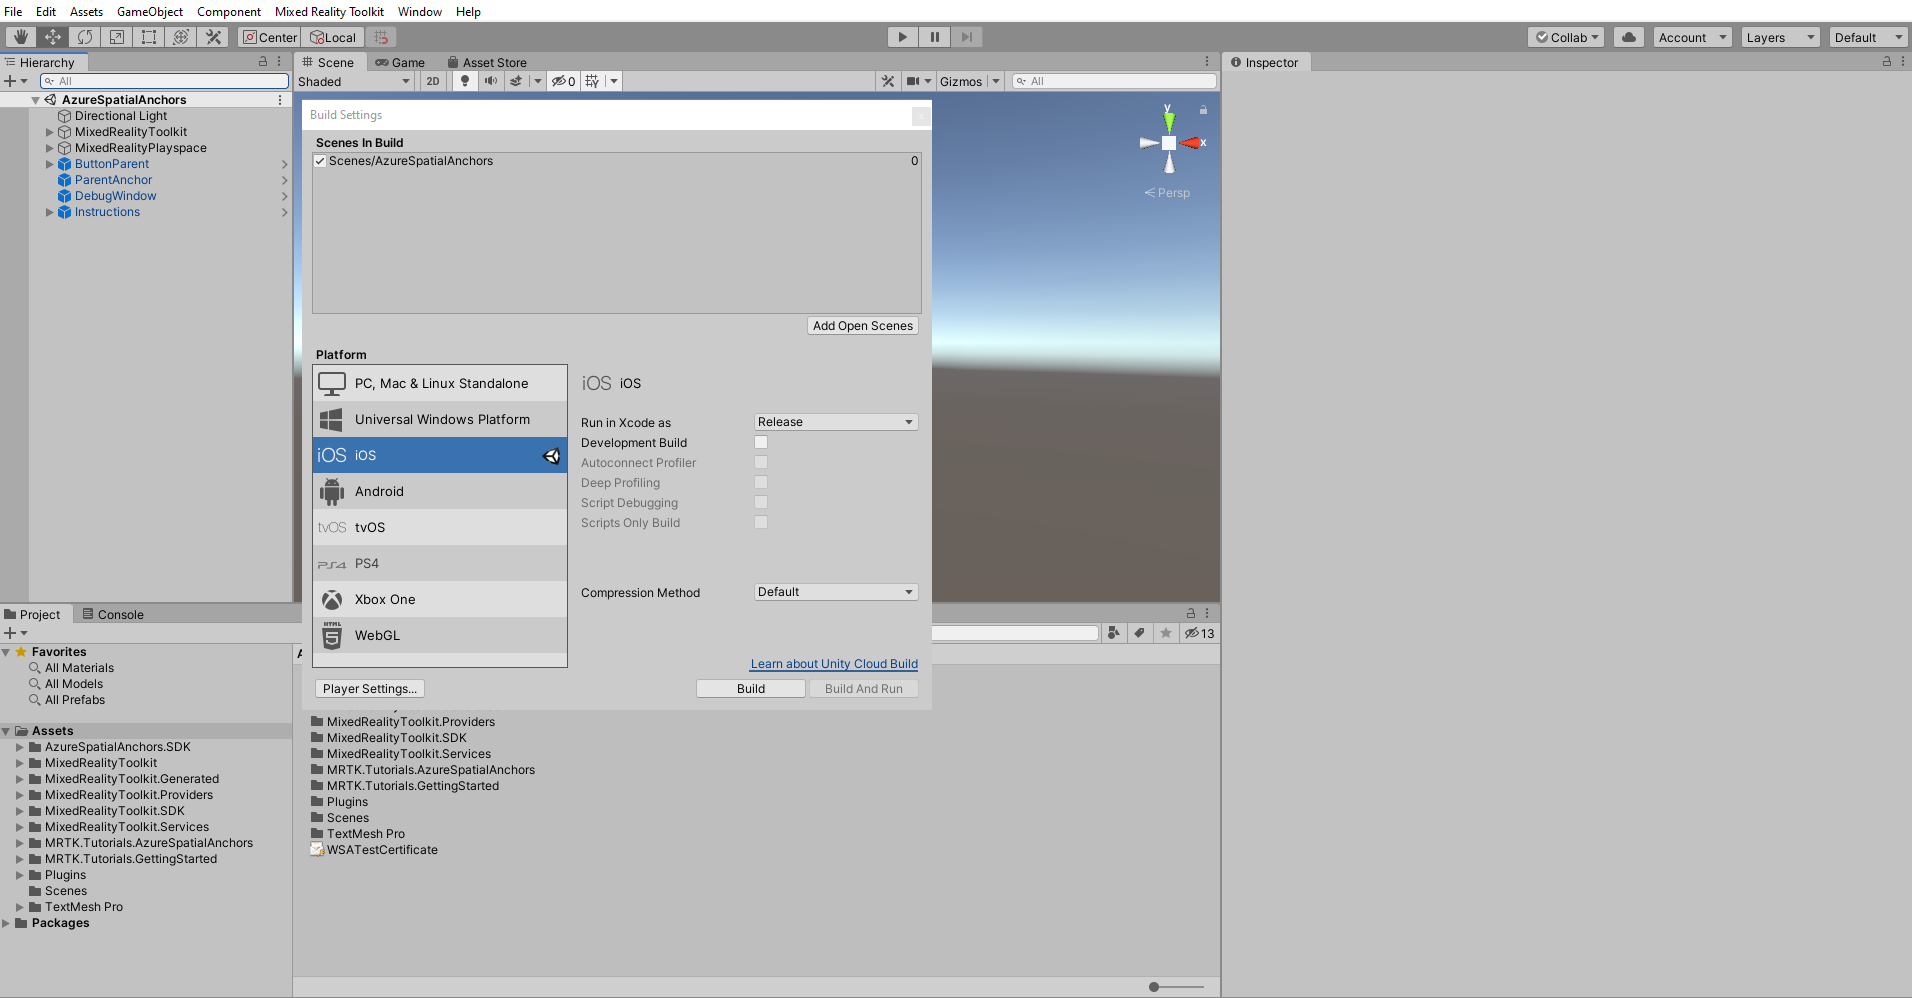 File Edit Assets GameObject Component Mixed Reality Toolkit Window Help
Center Local Collab Account Layers Default
Hierarchy
All
AzureSpatialAnchors
Directional Light
MixedRealityToolkit
MixedRealityPlayspace
ButtonParent
ParentAnchor
DebugWindow
Instructions
Scene Game Asset Store
Shaded 2D 0 Gizmos All
y
x
Persp
Inspector
Build Settings
Scenes In Build
Scenes/AzureSpatialAnchors 0
Add Open Scenes
Platform
PC, Mac & Linux Standalone
Universal Windows Platform
iOS iOS
Android
tvOS tvOS
PS4 PS4
Xbox One
HTML 5 WebGL
iOS iOS
Run in Xcode as Release
Development Build
Autoconnect Profiler
Deep Profiling
Script Debugging
Scripts Only Build
Compression Method Default
Learn about Unity Cloud Build
Player Settings... Build Build And Run
Project Console
13
Favorites
All Materials
All Models
All Prefabs
Assets
AzureSpatialAnchors.SDK
MixedRealityToolkit
MixedRealityToolkit.Generated
MixedRealityToolkit.Providers
MixedRealityToolkit.SDK
MixedRealityToolkit.Services
MRTK.Tutorials.AzureSpatialAnchors
MRTK.Tutorials.GettingStarted
Plugins
Scenes
TextMesh Pro
Packages
MixedRealityToolkit.Providers
MixedRealityToolkit.SDK
MixedRealityToolkit.Services
MRTK.Tutorials.AzureSpatialAnchors
MRTK.Tutorials.GettingStarted
Plugins
Scenes
TextMesh Pro
WSATestCertificate